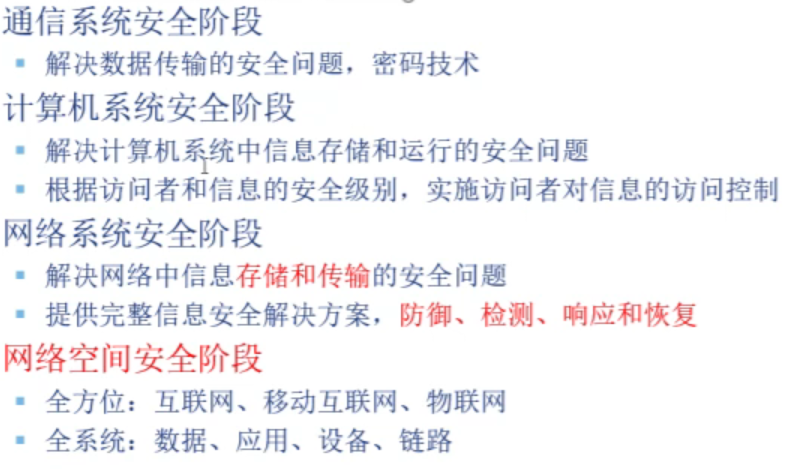 通信系统安全阶段
▪ 解决数据传输的安全问题，密码技术
计算机系统安全阶段
▪ 解决计算机系统中信息存储和运行的安全问题
▪ 根据访问者和信息的安全级别，实施访问者对信息的访问控制
网络系统安全阶段
▪ 解决网络中信息存储和传输的安全问题
▪ 提供完整信息安全解决方案，防御、检测、响应和恢复
网络空间安全阶段
▪ 全方位：互联网、移动互联网、物联网
▪ 全系统：数据、应用、设备、链路